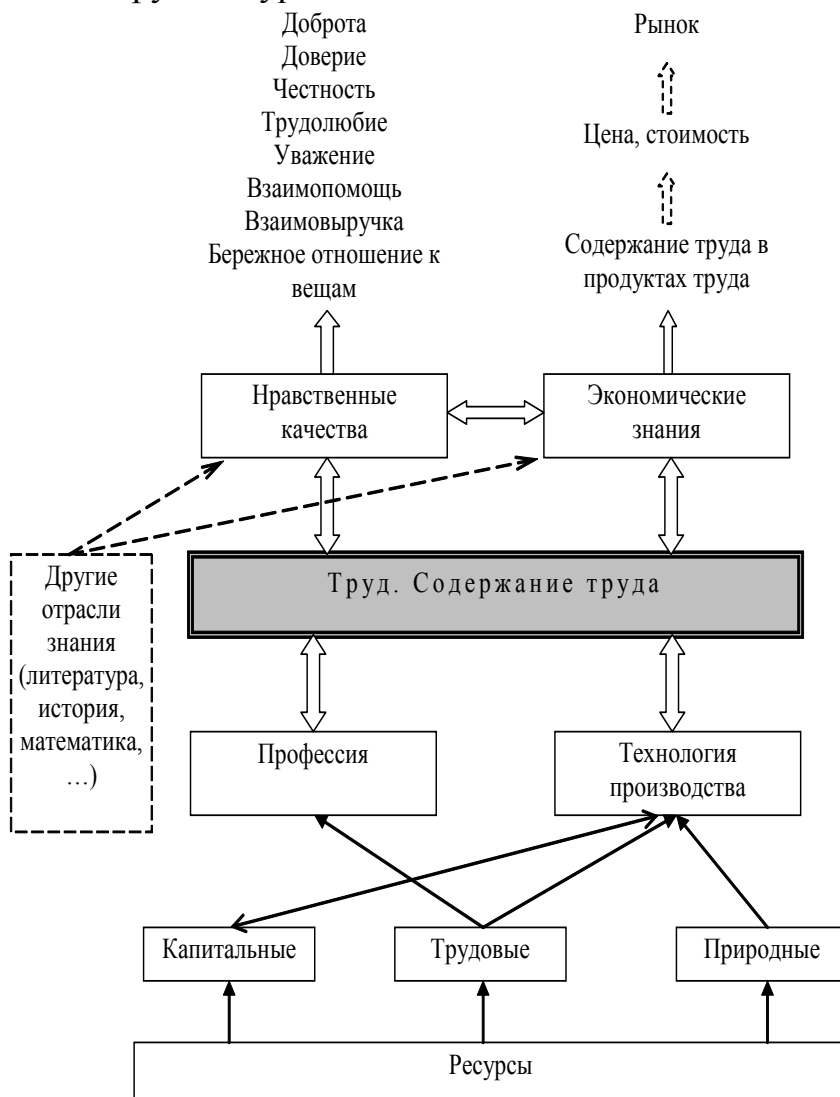 Доброта
Доверие
Честность
Трудолюбие
Уважение
Взаимопомощь
Взаимовыручка
Бережное отношение к
вещам
Рынок
Цена, стоимость
Содержание труда в
продуктах труда
Нравственные
качества
Экономические
знания
Другие
отрасли
знания
(литература,
история,
математика,
…)
Труд. Содержание труда
Профессия
Технология
производства
Капитальные
Трудовые
Природные
Ресурсы